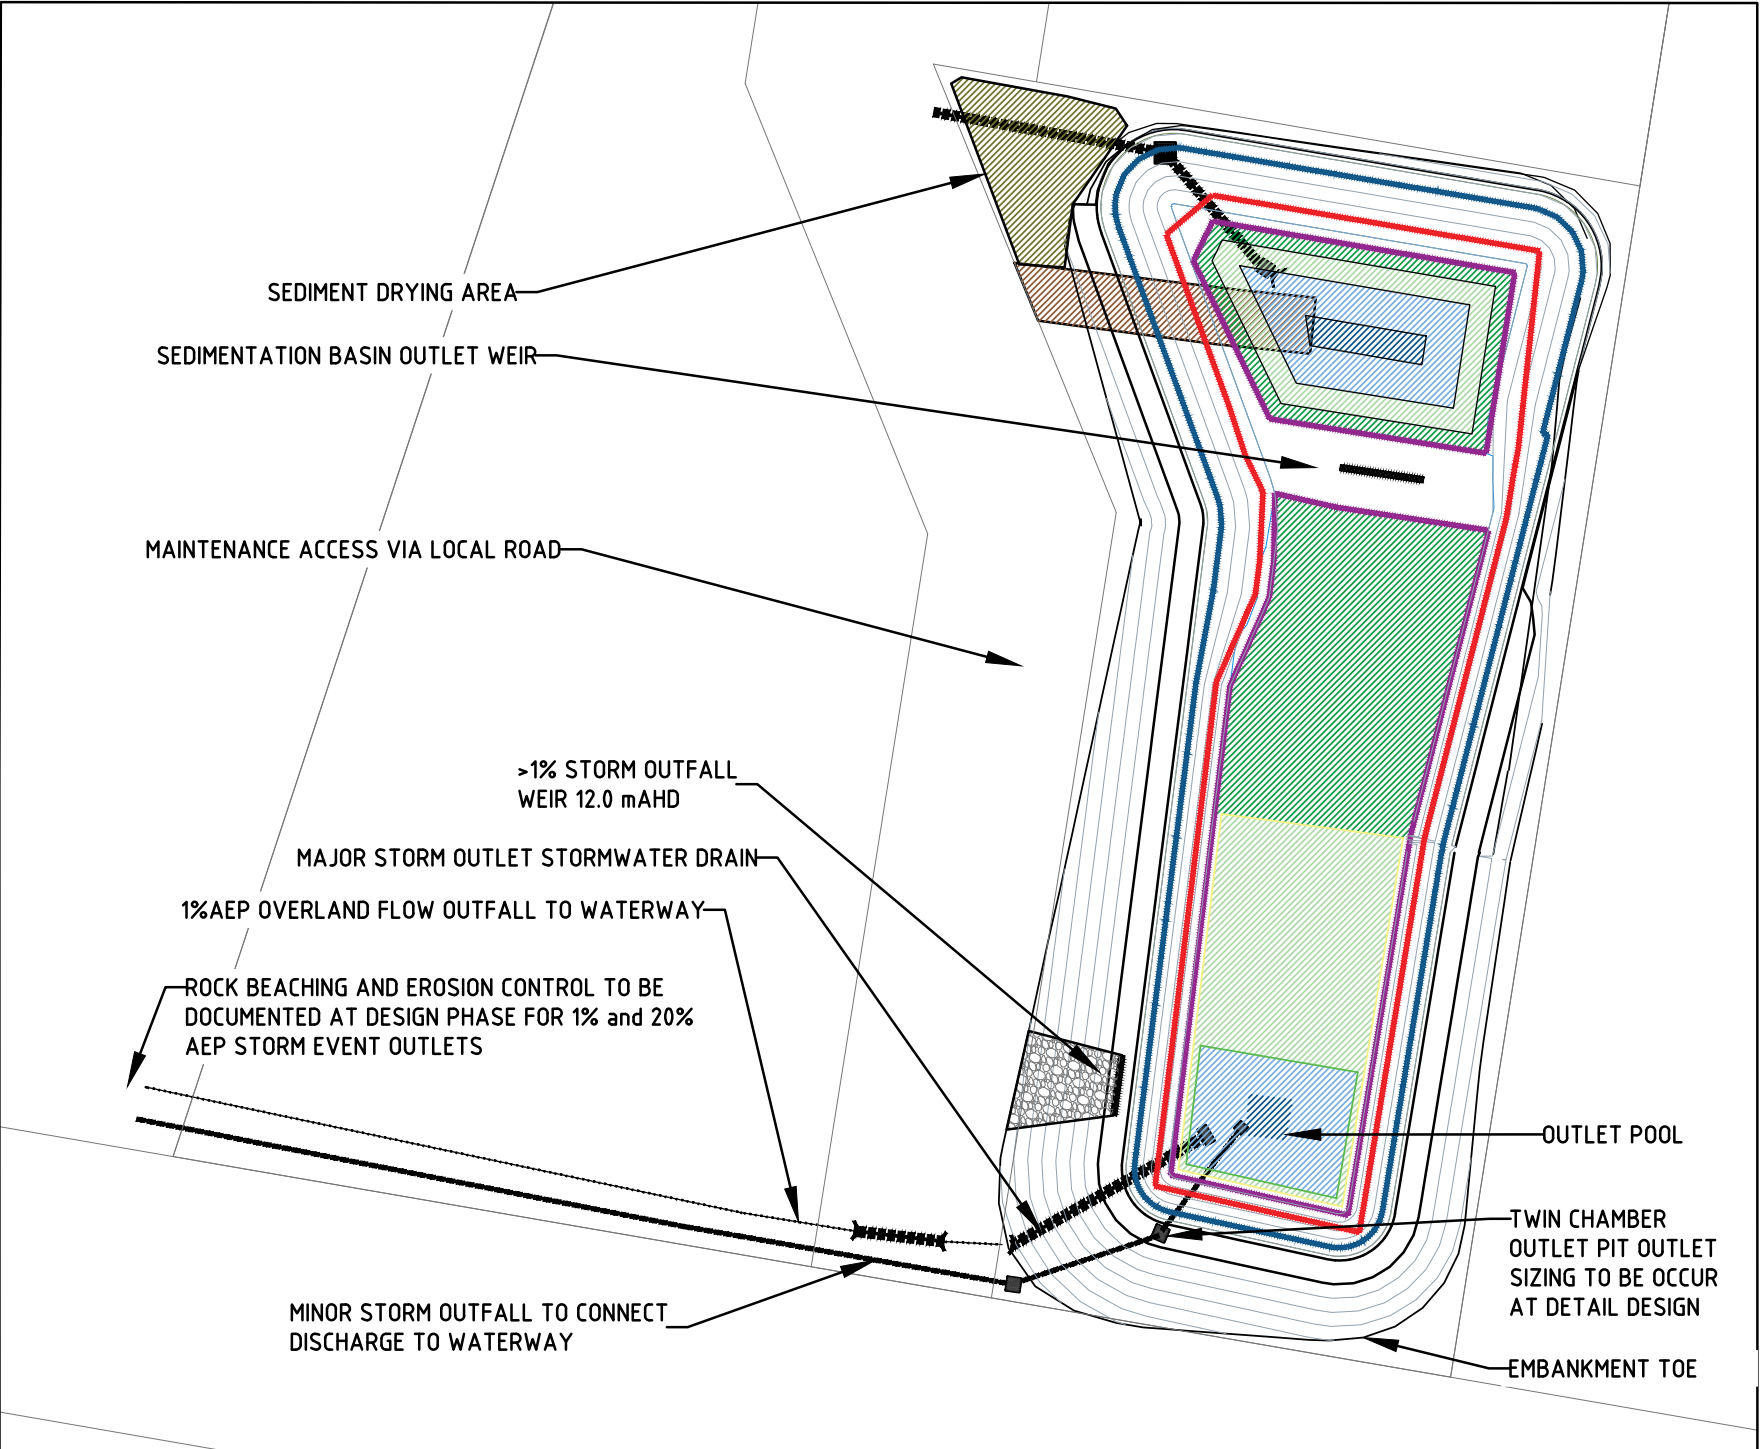 SEDIMENT DRYING AREA
SEDIMENTATION BASIN OUTLET WEIR
MAINTENANCE ACCESS VIA LOCAL ROAD
>1% STORM OUTFALL
WEIR 12.0 mAHD
MAJOR STORM OUTLET STORMWATER DRAIN
1%AEP OVERLAND FLOW OUTFALL TO WATERWAY
ROCK BEACHING AND EROSION CONTROL TO BE
DOCUMENTED AT DESIGN PHASE FOR 1% and 20%
AEP STORM EVENT OUTLETS
OUTLET POOL
TWIN CHAMBER
OUTLET PIT OUTLET
SIZING TO BE OCCUR
AT DETAIL DESIGN
MINOR STORM OUTFALL TO CONNECT
DISCHARGE TO WATERWAY
EMBANKMENT TOE